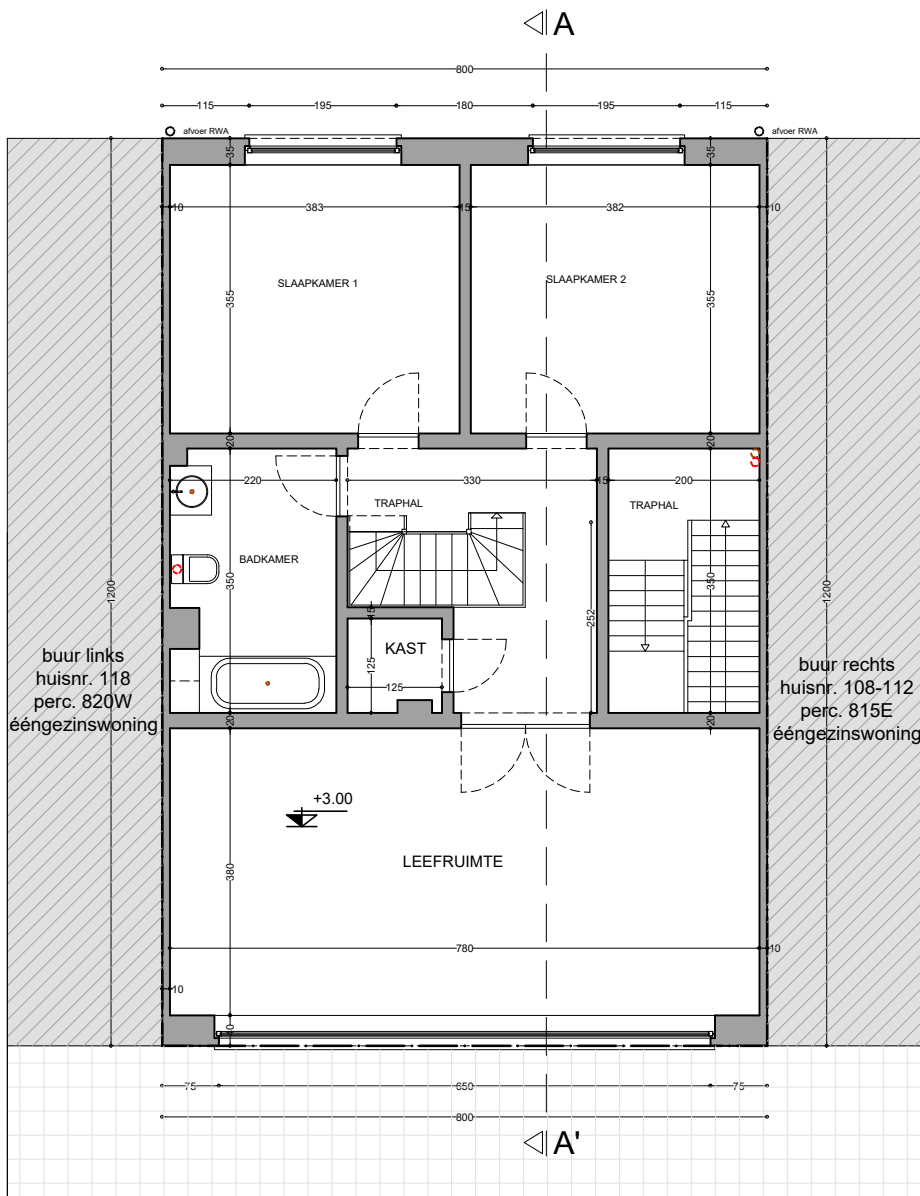 A
800
115
195
180
195
115
afvoer RWA
afvoer RWA
35
35
10
383
15
382
10
SLAAPKAMER 1
SLAAPKAMER 2
355
355
20
20
220
330
15
200
TRAPHAL
TRAPHAL
BADKAMER
350
350
1200
1200
252
15
KAST
125
125
buur links
huisnr. 118
perc. 820W
ééngezinswoning
buur rechts
huisnr. 108-112
perc. 815E
ééngezinswoning
20
20
+3.00
LEEFRUIMTE
380
780
10
10
40
75
650
75
800
A'